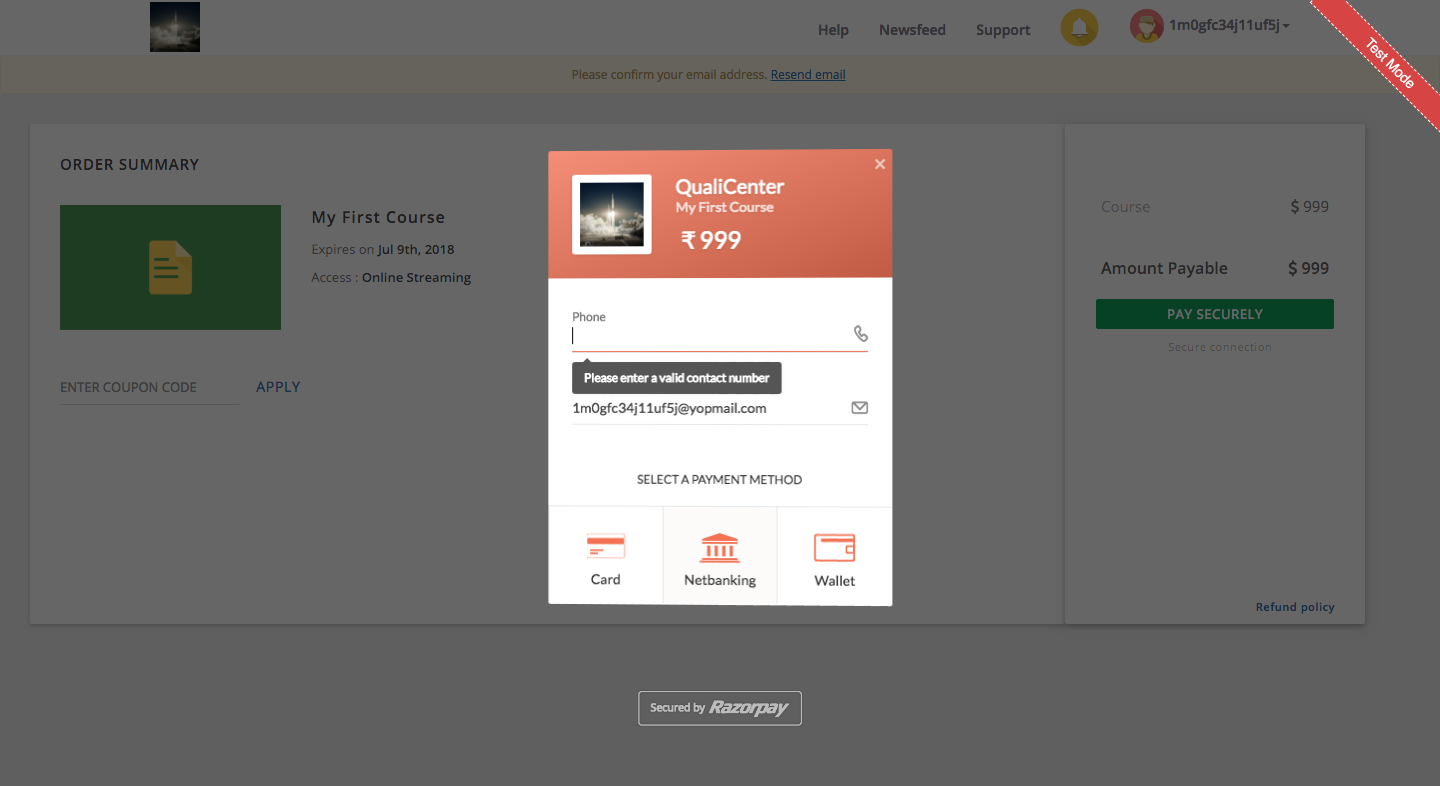 Help Newsfeed Support 1m0gfc34j11uf5j
Test Mode
Please confirm your email address. Resend email
ORDER SUMMARY
My First Course
Expires on Jul 9th, 2018
Access : Online Streaming
ENTER COUPON CODE APPLY
QualiCenter
My First Course
₹ 999
Phone
Please enter a valid contact number
1m0gfc34j11uf5j@yopmail.com
SELECT A PAYMENT METHOD
Card Netbanking Wallet
Course $ 999
Amount Payable $ 999
PAY SECURELY
Secure connection
Refund policy
Secured by Razorpay